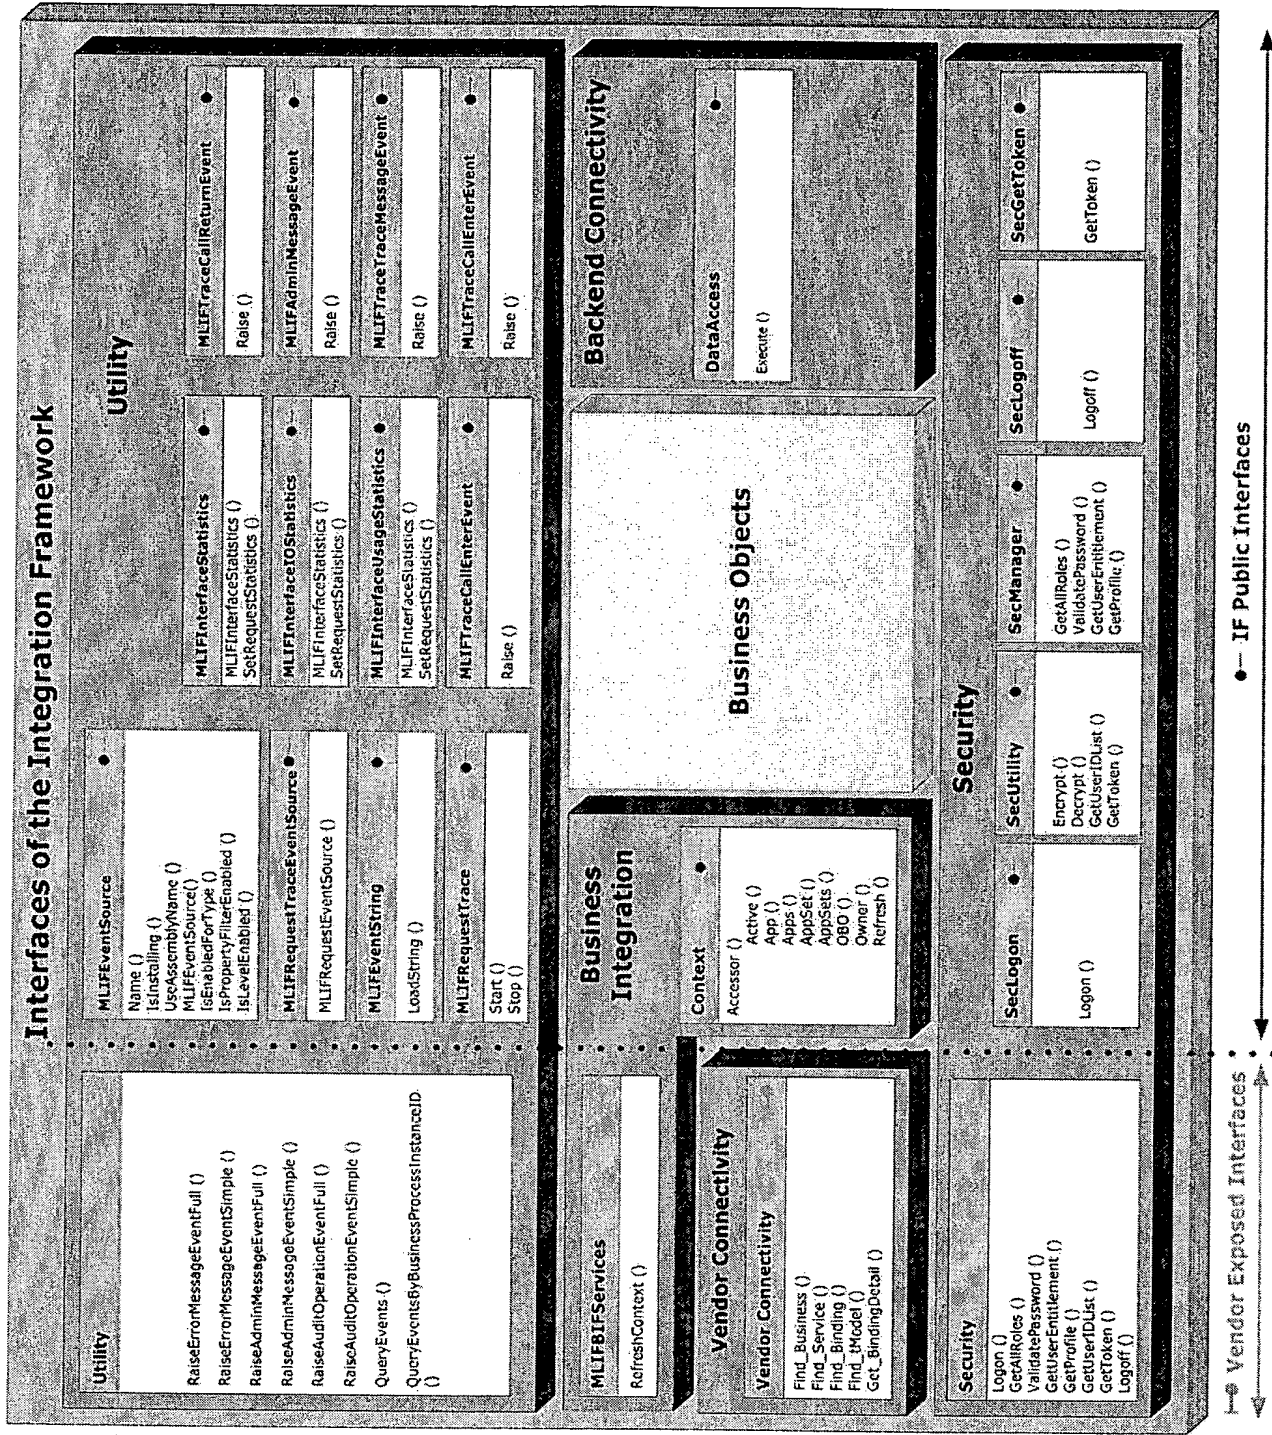 Interfaces of the Integration Framework
Utility
Utility
RaiseErrorMessageEventFull ()
RaiseErrorMessageEventSimple ()
RaiseAdminMessageEventFull ()
RaiseAdminMessageEventSimple ()
RaiseAuditOperationEventFull ()
RaiseAuditOperationEventSimple ()
QueryEvents ()
QueryEventsByBusinessProcessInstanceID
()
MLIFEventSource
Name ()
IsInstalling ()
UseAssemblyName ()
MLIFEventSource()
IsEnabledForType ()
IsPropertyFilterEnabled ()
IsLevelEnabled ()
MLIFRequestTraceEventSource
MLIFRequestEventSource ()
MLIFEventString
LoadString ()
MLIFRequestTrace
Start ()
Stop ()
MLIFInterfaceStatistics
MLIFInterfaceStatistics ()
SetRequestStatistics ()
MLIFInterfaceIOStatistics
MLIFInterfaceStatistics ()
SetRequestStatistics ()
MLIFInterfaceUsageStatistics
MLIFInterfaceStatistics ()
SetRequestStatistics ()
MLIFTraceCallEnterEvent
Raise ()
MLIFTraceCallReturnEvent
Raise ()
MLIFAdminMessageEvent
Raise ()
MLIFTraceTraceMessageEvent
Raise ()
MLIFTraceCallEnterEvent
Raise ()
MLIFBIFServices
RefreshContext ()
Vendor Connectivity
Vendor Connectivity
Find_Business ()
Find_Service ()
Find_Binding ()
Find_tModel ()
Get_BindingDetail ()
Business
Integration
Context
Accessor ()
Active ()
App ()
Apps ()
AppSet ()
AppSets ()
OBO ()
Owner ()
Refresh ()
Business Objects
Backend Connectivity
DataAccess
Execute ()
Security
Security
Logon ()
GetAllRoles ()
ValidatePassword ()
GetUserEntitlement ()
GetProfile ()
GetUserIDList ()
GetToken ()
Logoff ()
SecLogon
Logon ()
SecUtility
Encrypt ()
Decrypt ()
GetUserIDList ()
GetToken ()
SecManager
GetAllRoles ()
ValidatePassword ()
GetUserEntitlement ()
GetProfile ()
SecLogoff
Logoff ()
SecGetToken
GetToken ()
Vendor Exposed Interfaces
IF Public Interfaces